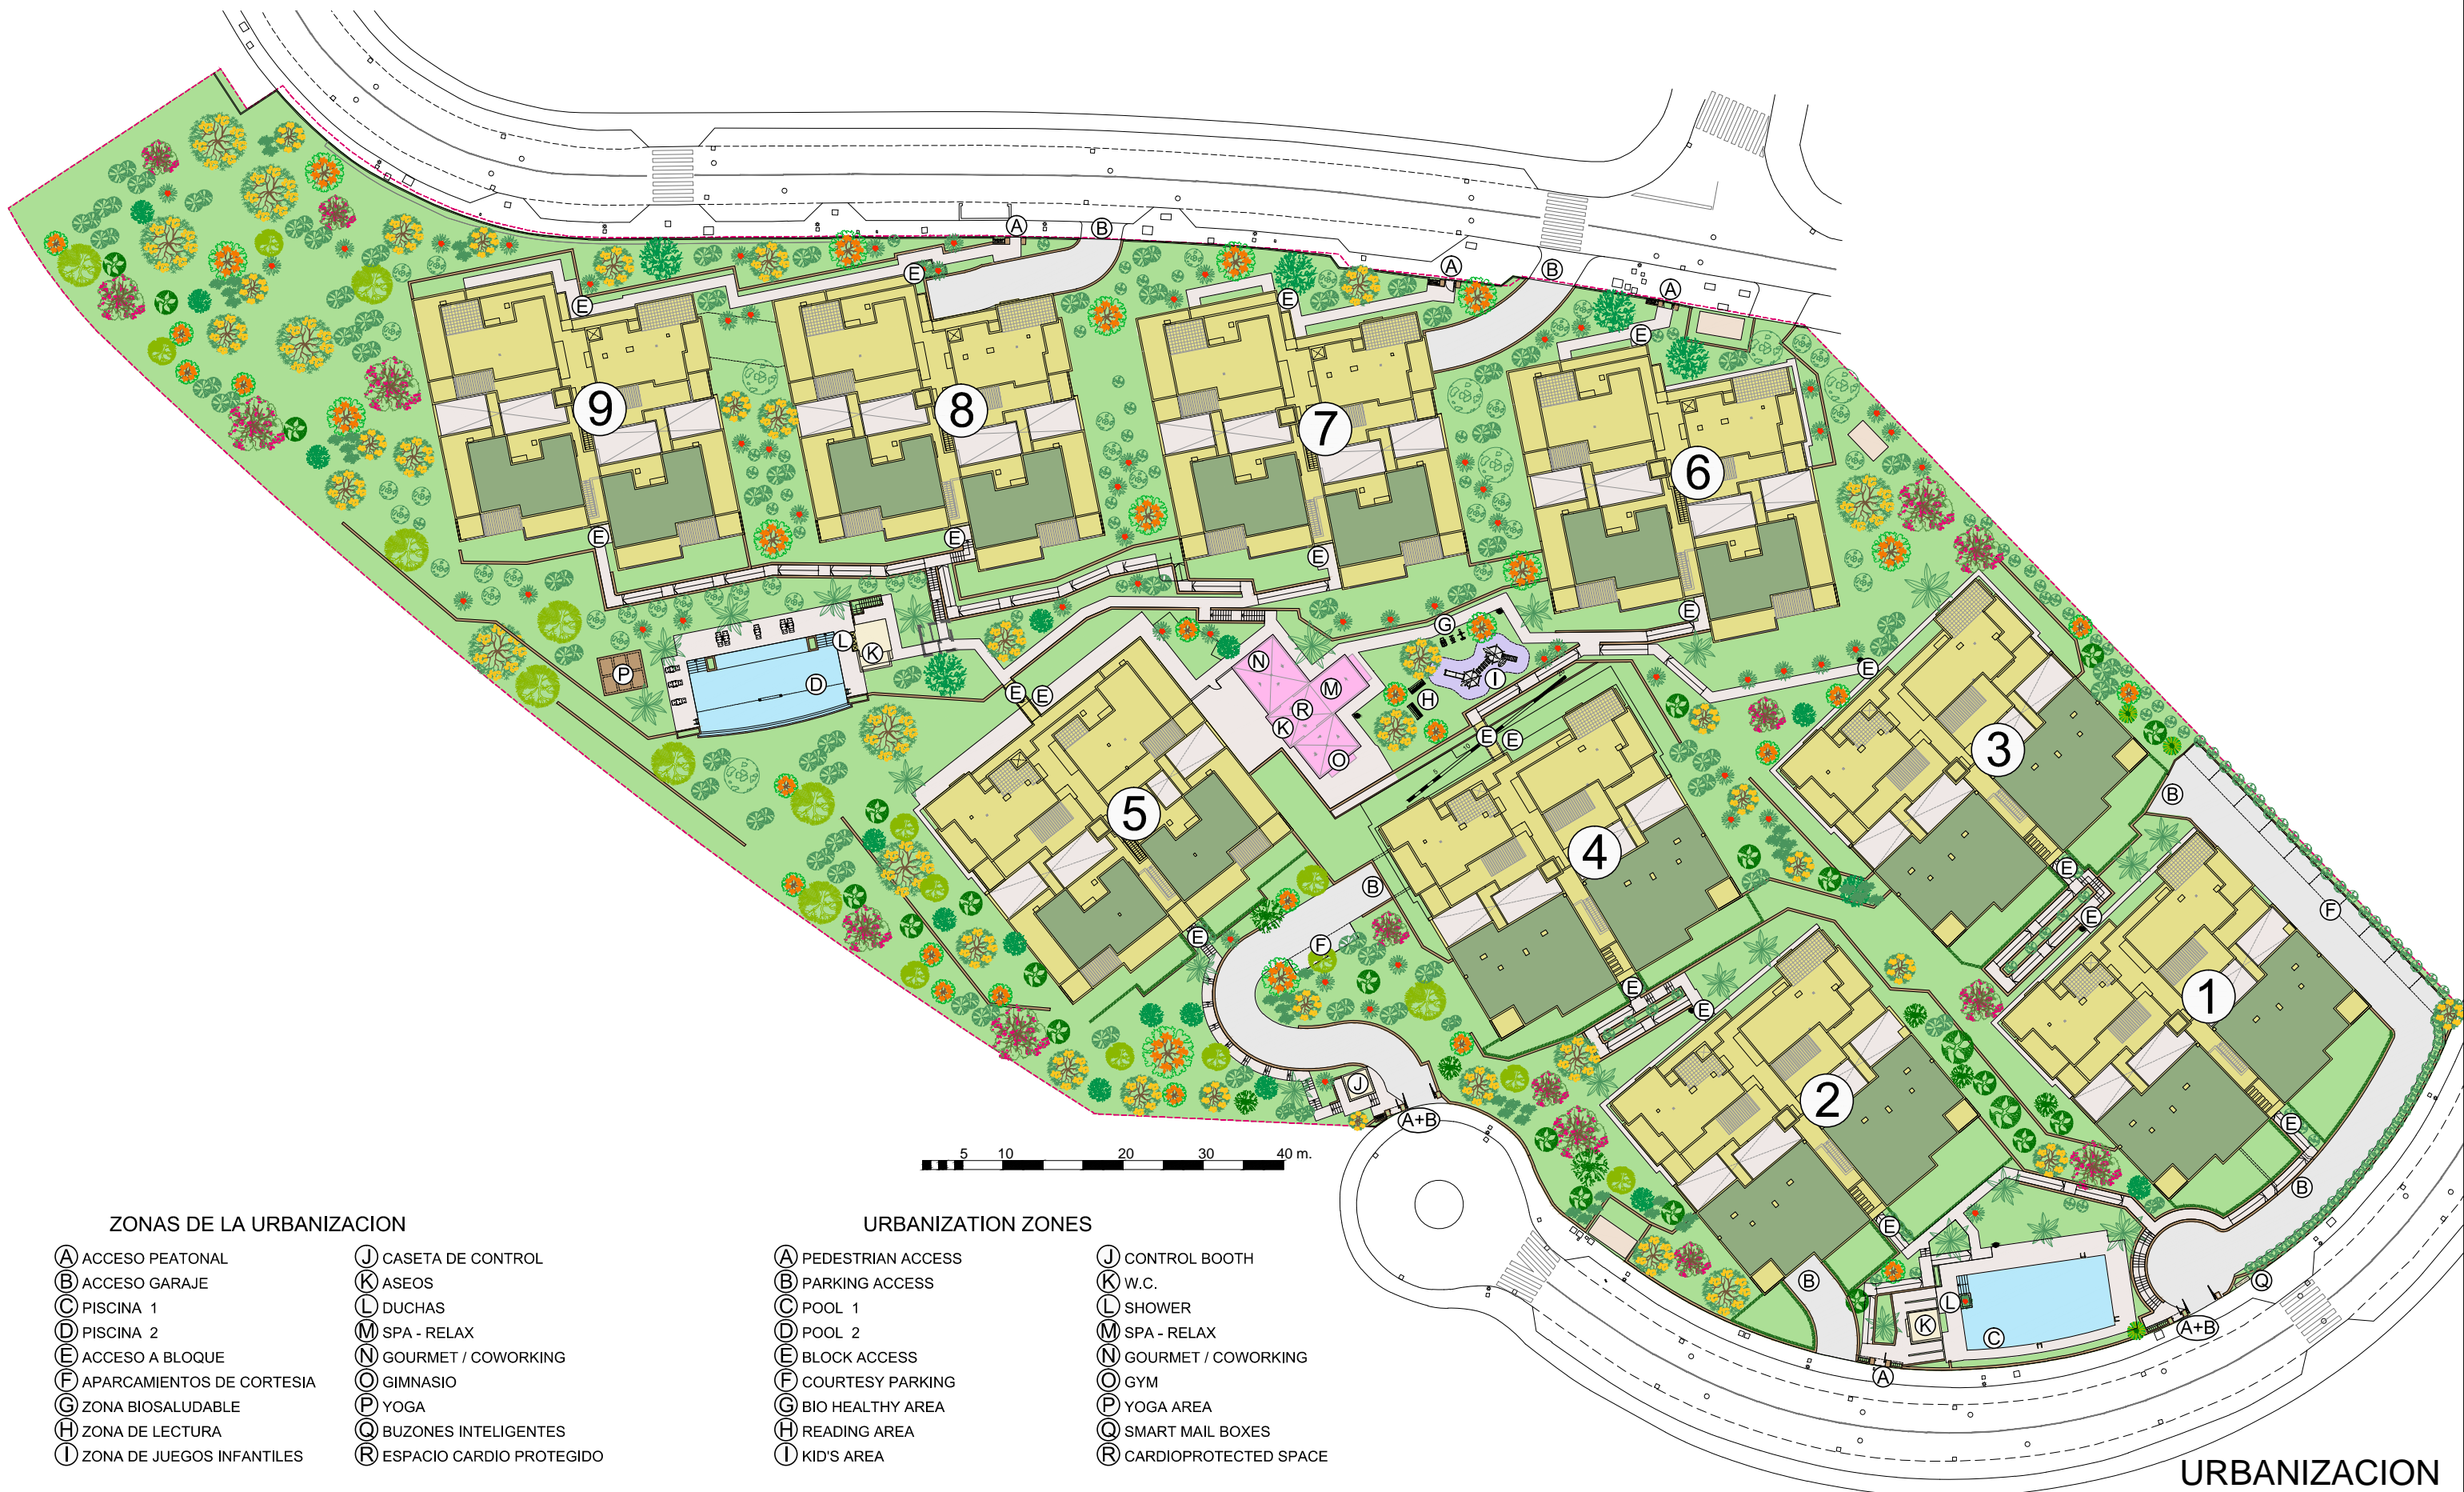 A
B
A
B
A
E
E
E
E
9
8
7
6
E
E
E
E
G
L
K
P
D
N
M
I
H
R
K
O
E
E
E
E
E
3
5
4
B
B
E
E
F
E
F
1
E
E
2
J
A+B
E
B
E
B
Q
L
K
C
A+B
A
5 10 20 30 40 m.
ZONAS DE LA URBANIZACION
A ACCESO PEATONAL
B ACCESO GARAJE
C PISCINA 1
D PISCINA 2
E ACCESO A BLOQUE
F APARCAMIENTOS DE CORTESIA
G ZONA BIOSALUDABLE
H ZONA DE LECTURA
I ZONA DE JUEGOS INFANTILES
J CASETA DE CONTROL
K ASEOS
L DUCHAS
M SPA - RELAX
N GOURMET / COWORKING
O GIMNASIO
P YOGA
Q BUZONES INTELIGENTES
R ESPACIO CARDIO PROTEGIDO
URBANIZATION ZONES
A PEDESTRIAN ACCESS
B PARKING ACCESS
C POOL 1
D POOL 2
E BLOCK ACCESS
F COURTESY PARKING
G BIO HEALTHY AREA
H READING AREA
I KID'S AREA
J CONTROL BOOTH
K W.C.
L SHOWER
M SPA - RELAX
N GOURMET / COWORKING
O GYM
P YOGA AREA
Q SMART MAIL BOXES
R CARDIOPROTECTED SPACE
URBANIZACION